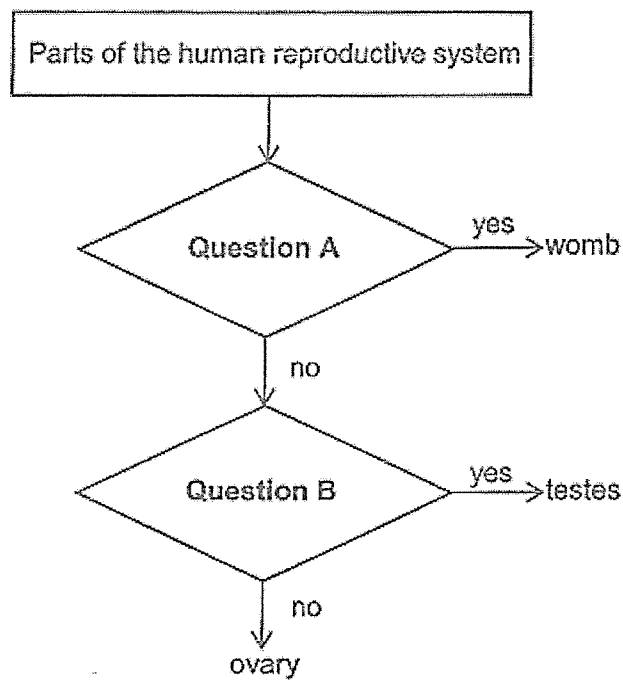 Parts of the human reproductive system
Question A
yes
womb
no
Question B
yes
testes
no
ovary